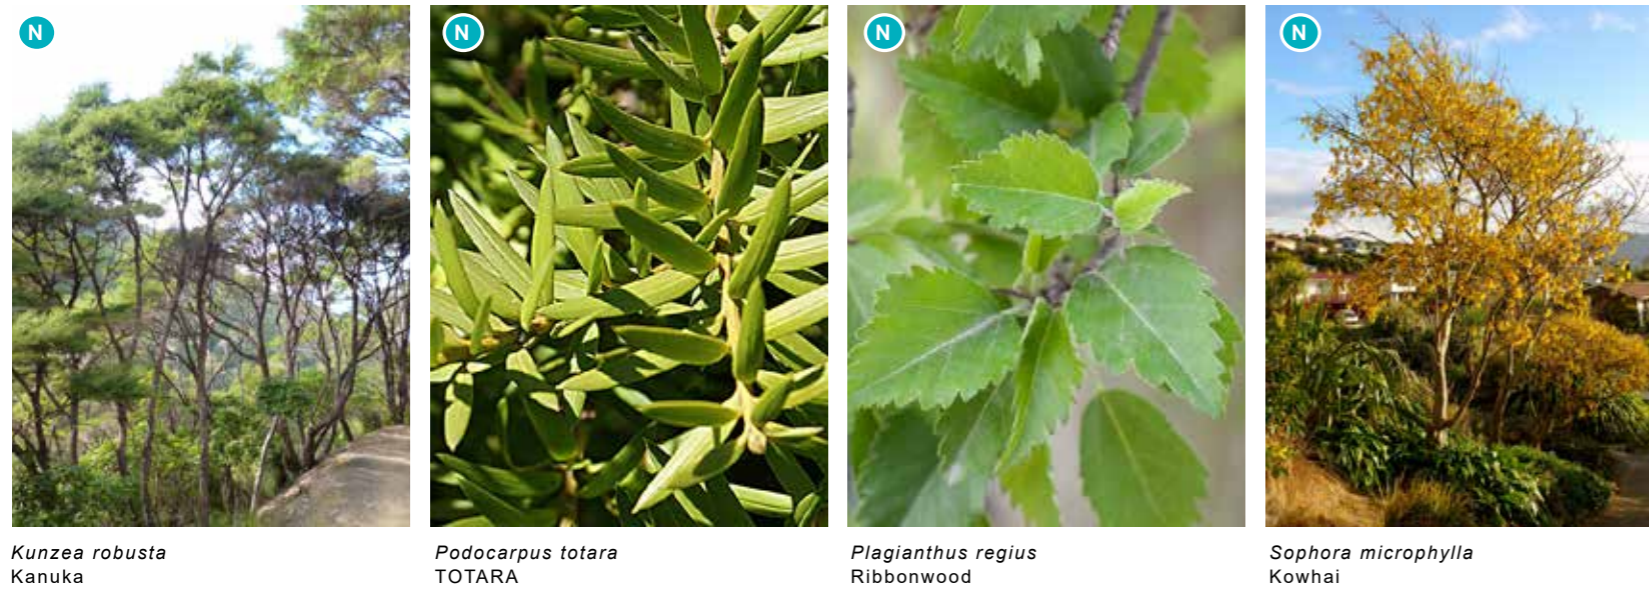 N
N
N
N
Kunzea robusta
Kanuka
Podocarpus totara
TOTARA
Plagianthus regius
Ribbonwood
Sophora microphylla
Kowhai